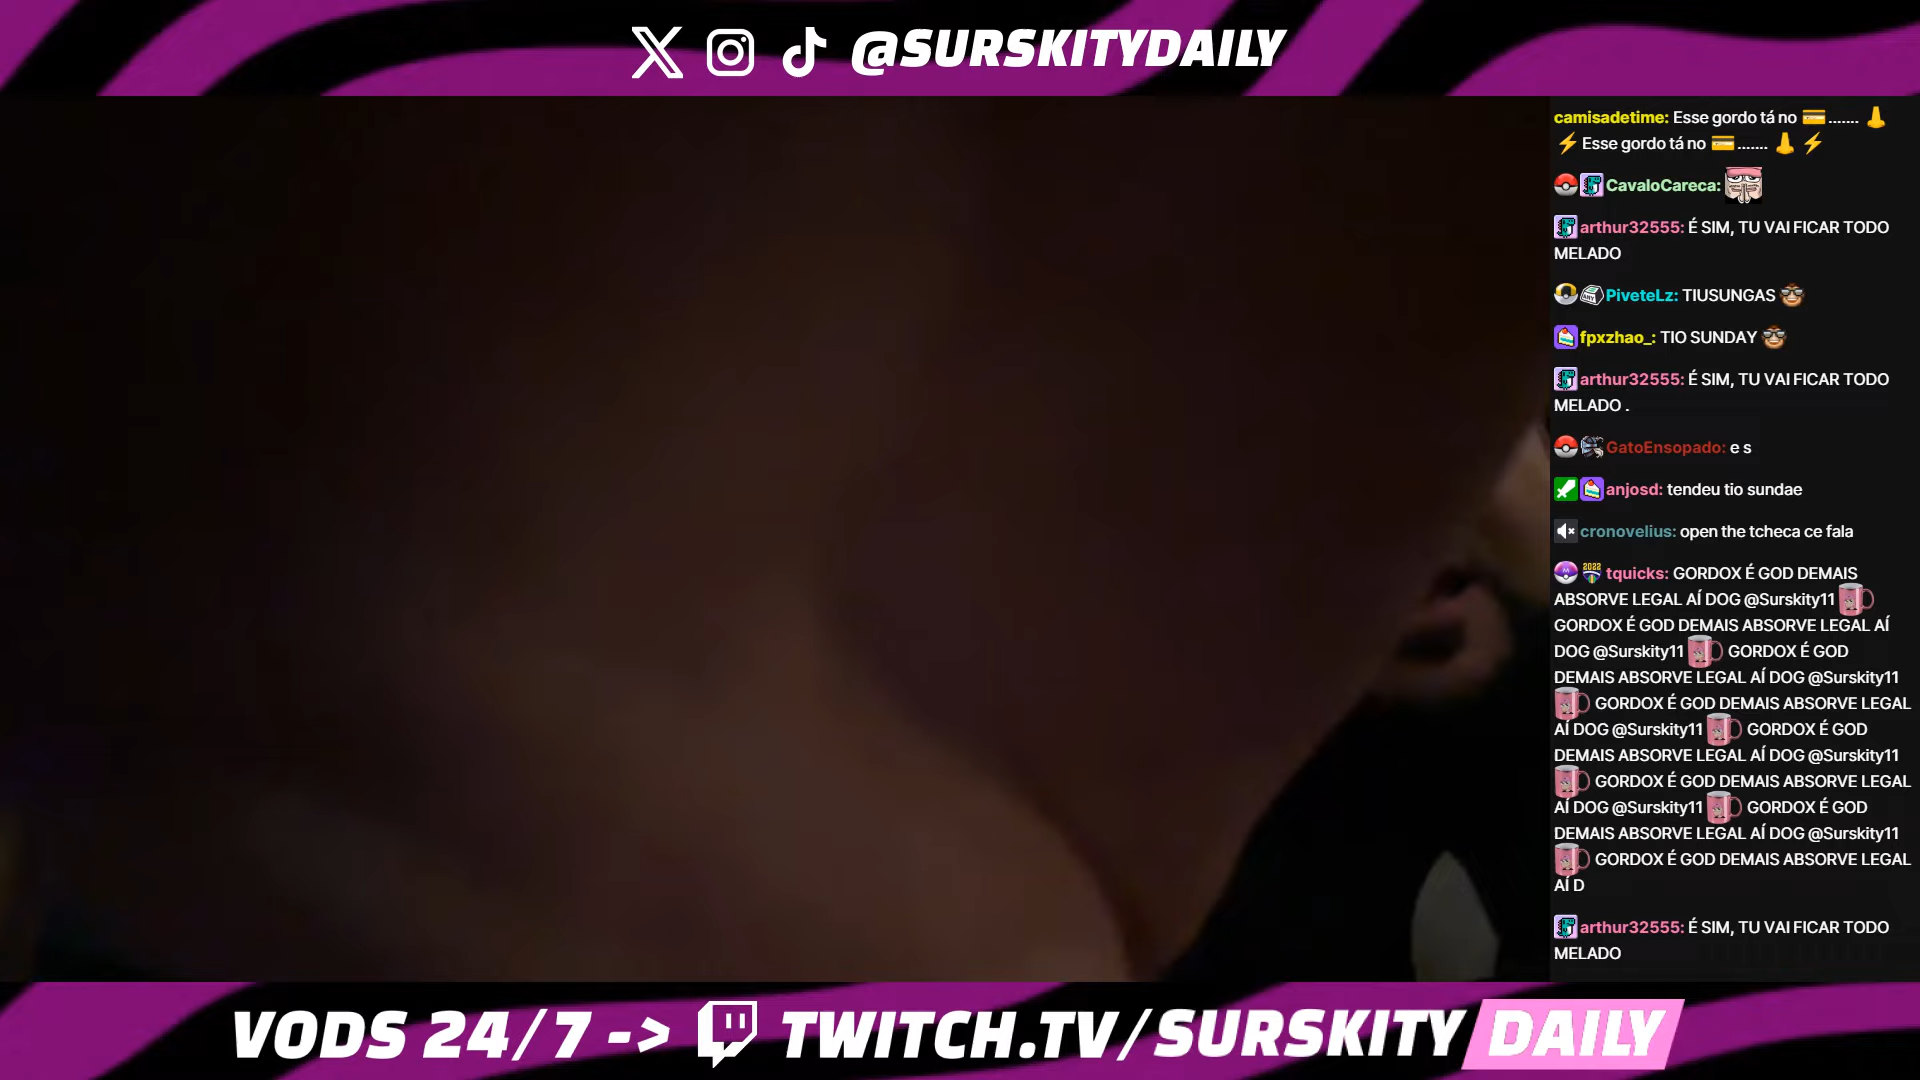 @SURSKITYDAILY
camisadetime: Esse gordo tá no 💳....... 👃
⚡ Esse gordo tá no 💳....... 👃 ⚡
CavaloCareca:
arthur32555: É SIM, TU VAI FICAR TODO
MELADO
PiveteLz: TIUSUNGAS
fpxzhao_: TIO SUNDAY
arthur32555: É SIM, TU VAI FICAR TODO
MELADO .
GatoEnsopado: e s
anjosd: tendeu tio sundae
cronovelius: open the tcheca ce fala
2022 tquicks: GORDOX É GOD DEMAIS
ABSORVE LEGAL AÍ DOG @Surskity11
GORDOX É GOD DEMAIS ABSORVE LEGAL AÍ
DOG @Surskity11 GORDOX É GOD
DEMAIS ABSORVE LEGAL AÍ DOG @Surskity11
GORDOX É GOD DEMAIS ABSORVE LEGAL
AÍ DOG @Surskity11 GORDOX É GOD
DEMAIS ABSORVE LEGAL AÍ DOG @Surskity11
GORDOX É GOD DEMAIS ABSORVE LEGAL
AÍ DOG @Surskity11 GORDOX É GOD
DEMAIS ABSORVE LEGAL AÍ DOG @Surskity11
GORDOX É GOD DEMAIS ABSORVE LEGAL
AÍ D
arthur32555: É SIM, TU VAI FICAR TODO
MELADO
VODS 24/7 -> TWITCH.TV/SURSKITY DAILY